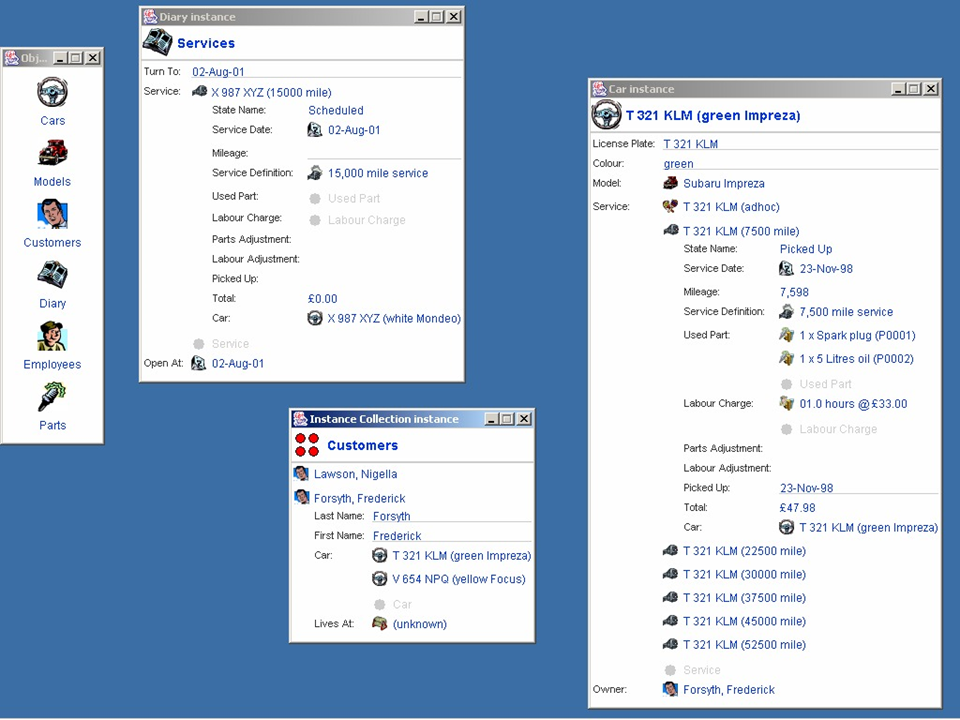 Obj...
Cars
Models
Customers
Diary
Employees
Parts
Diary instance
Services
Turn To: 02-Aug-01
Service: X 987 XYZ (15000 mile)
State Name: Scheduled
Service Date: 02-Aug-01
Mileage:
Service Definition: 15,000 mile service
Used Part: Used Part
Labour Charge: Labour Charge
Parts Adjustment:
Labour Adjustment:
Picked Up:
Total: £0.00
Car: X 987 XYZ (white Mondeo)
Service
Open At: 02-Aug-01
Instance Collection instance
Customers
Lawson, Nigella
Forsyth, Frederick
Last Name: Forsyth
First Name: Frederick
Car: T 321 KLM (green Impreza)
V 654 NPQ (yellow Focus)
Car
Lives At: (unknown)
Car instance
T 321 KLM (green Impreza)
License Plate: T 321 KLM
Colour: green
Model: Subaru Impreza
Service: T 321 KLM (adhoc)
T 321 KLM (7500 mile)
State Name: Picked Up
Service Date: 23-Nov-98
Mileage: 7,598
Service Definition: 7,500 mile service
Used Part: 1 x Spark plug (P0001)
1 x 5 Litres oil (P0002)
Used Part
Labour Charge: 01.0 hours @ £33.00
Labour Charge
Parts Adjustment:
Labour Adjustment:
Picked Up: 23-Nov-98
Total: £47.98
Car: T 321 KLM (green Impreza)
T 321 KLM (22500 mile)
T 321 KLM (30000 mile)
T 321 KLM (37500 mile)
T 321 KLM (45000 mile)
T 321 KLM (52500 mile)
Service
Owner: Forsyth, Frederick